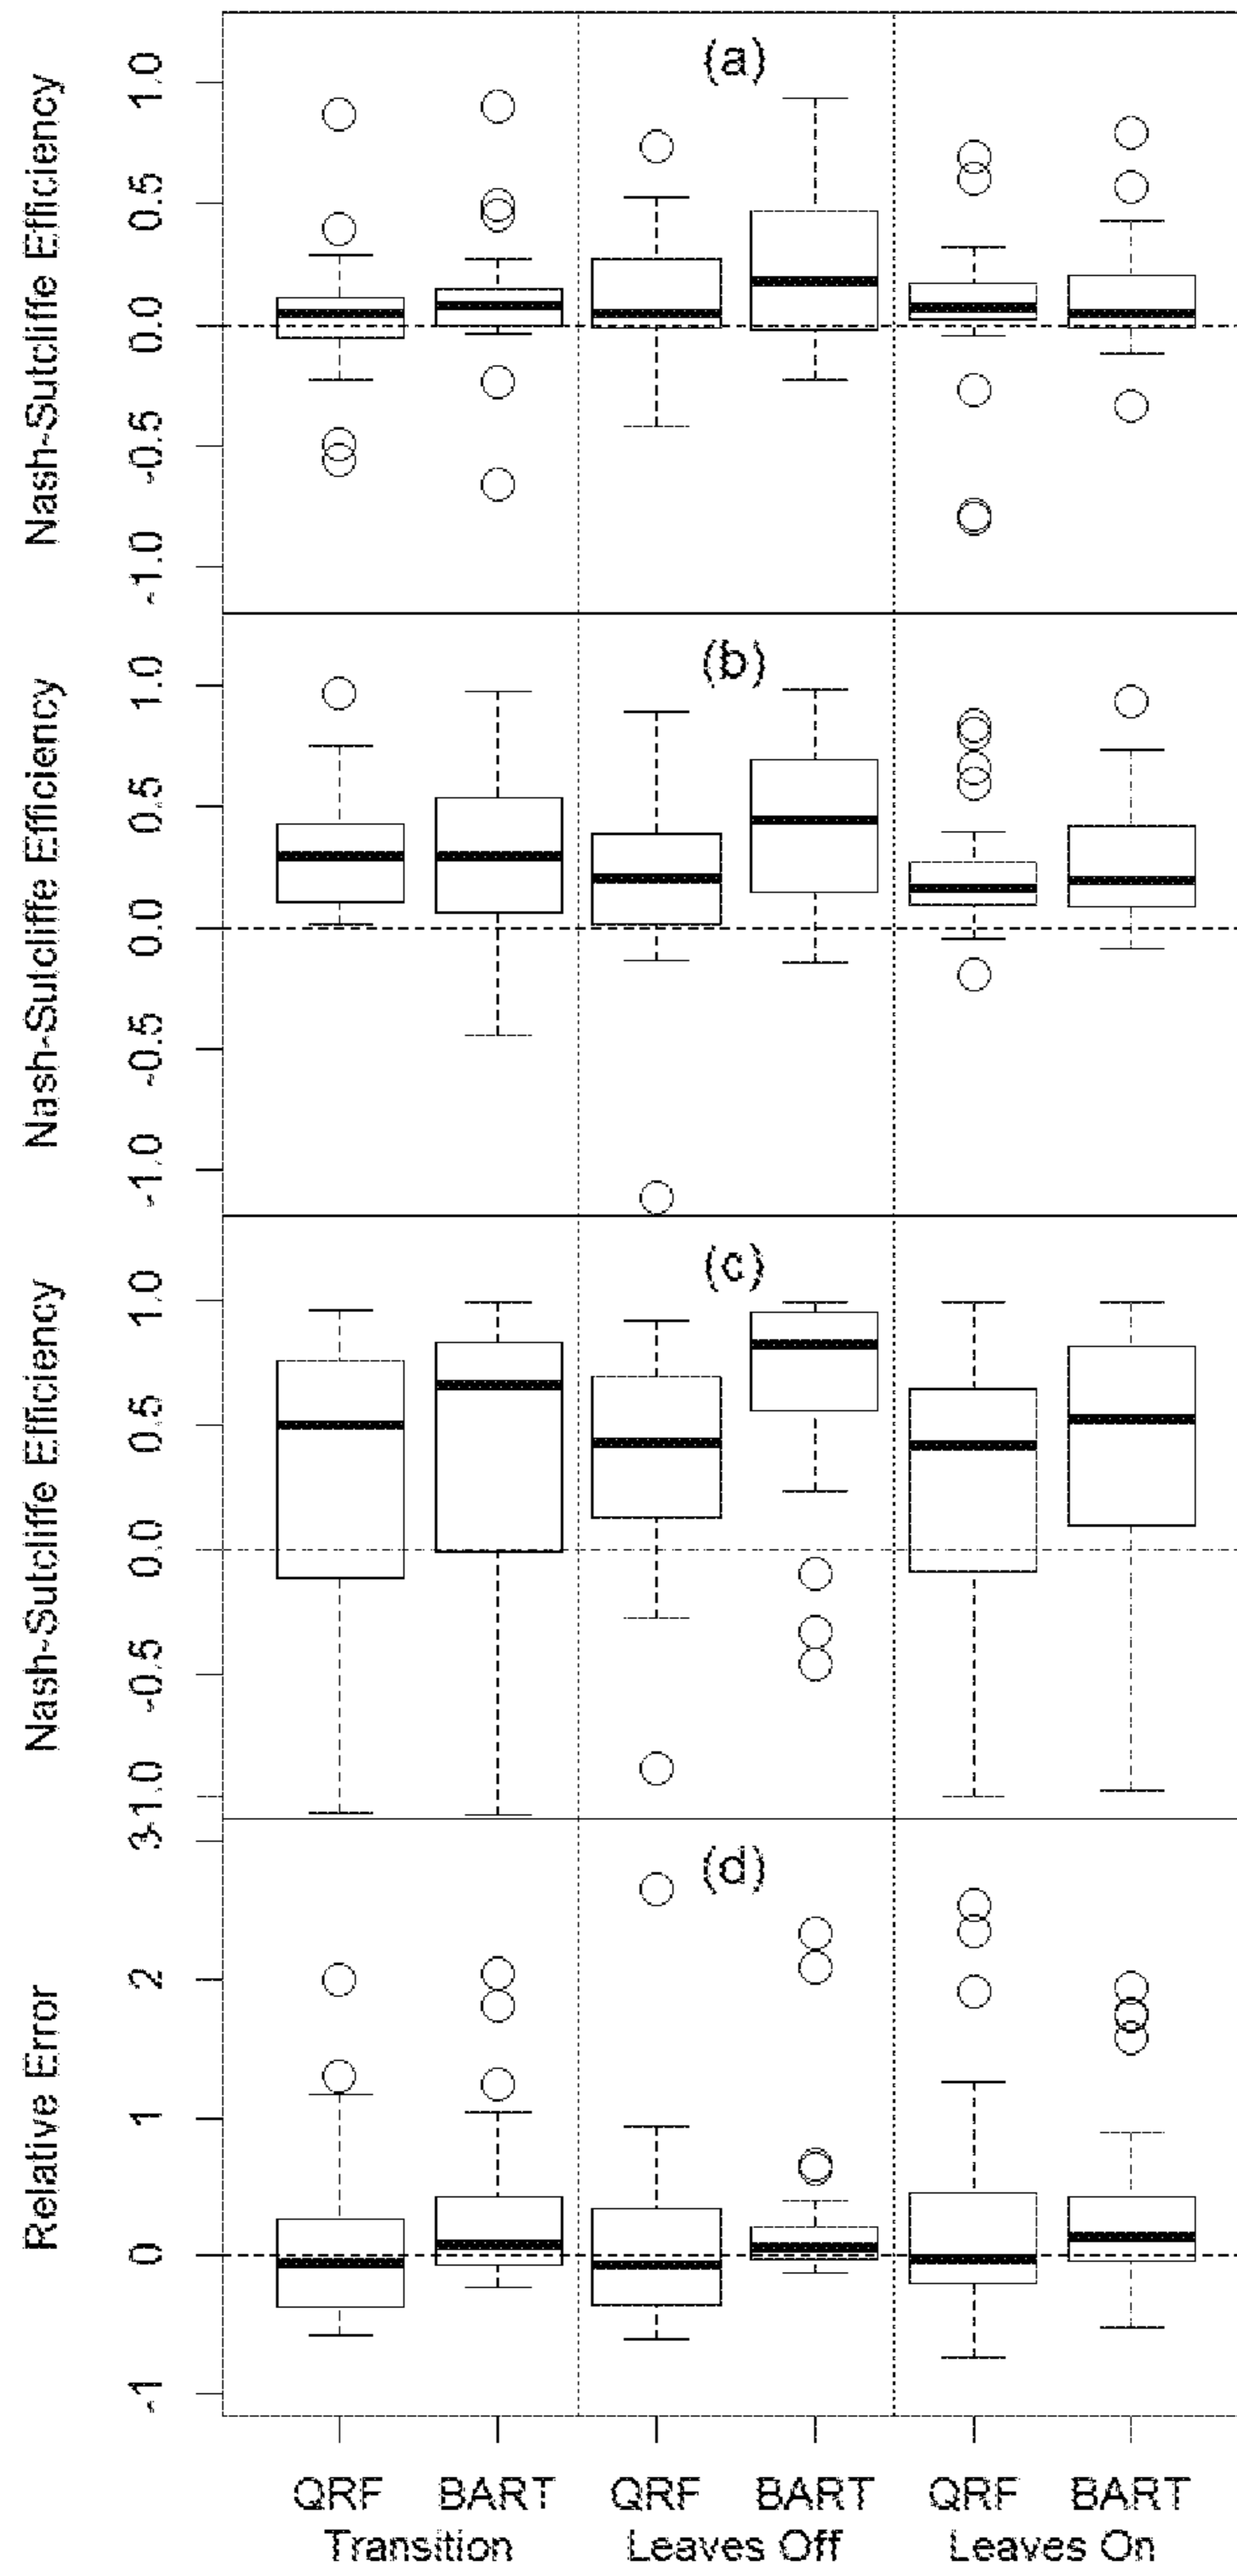 (a)
Nash-Sutcliffe Efficiency
1.0
0.5
0.0
-0.5
-1.0
(b)
Nash-Sutcliffe Efficiency
1.0
0.5
0.0
-0.5
-1.0
(c)
Nash-Sutcliffe Efficiency
1.0
0.5
0.0
-0.5
-1.0
(d)
Relative Error
3
2
1
0
-1
QRF BART QRF BART QRF BART
Transition Leaves Off Leaves On